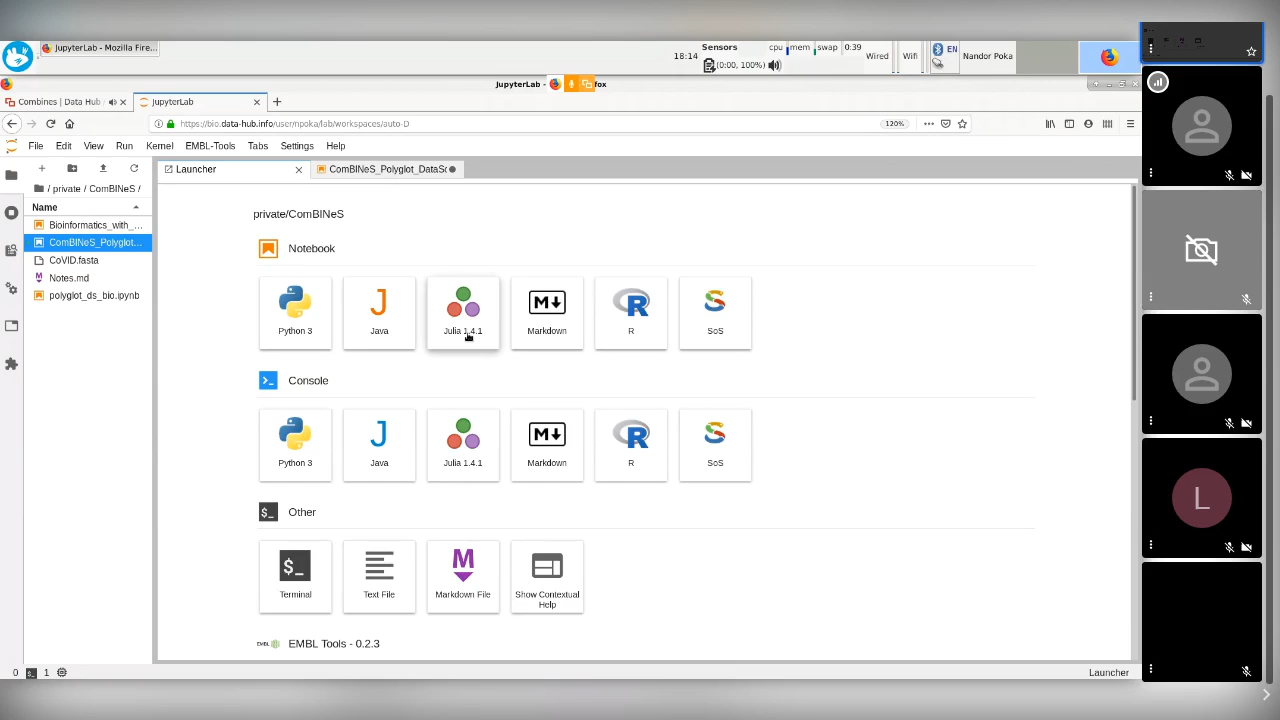 JupyterLab - Mozilla Fire...
18:14
Sensors
(0:00, 100%)
cpu mem swap 0:39
Wired
Wifi
EN
Nandor Poka
JupyterLab - fox
Combines | Data Hub
JupyterLab
https://bio.data-hub.info/user/npoka/lab/workspaces/auto-D
120%
File Edit View Run Kernel EMBL-Tools Tabs Settings Help
/ private / ComBINeS /
Name
Bioinformatics_with_...
ComBINeS_Polyglot...
CoVID.fasta
Notes.md
polyglot_ds_bio.ipynb
Launcher
ComBINeS_Polyglot_DataSc
private/ComBINeS
Notebook
Python 3
Java
Julia 1.4.1
Markdown
R
SoS
Console
Python 3
Java
Julia 1.4.1
Markdown
R
SoS
$_ Other
$_
Terminal
Text File
Markdown File
Show Contextual
Help
EMBL Tools - 0.2.3
0 1
Launcher
L